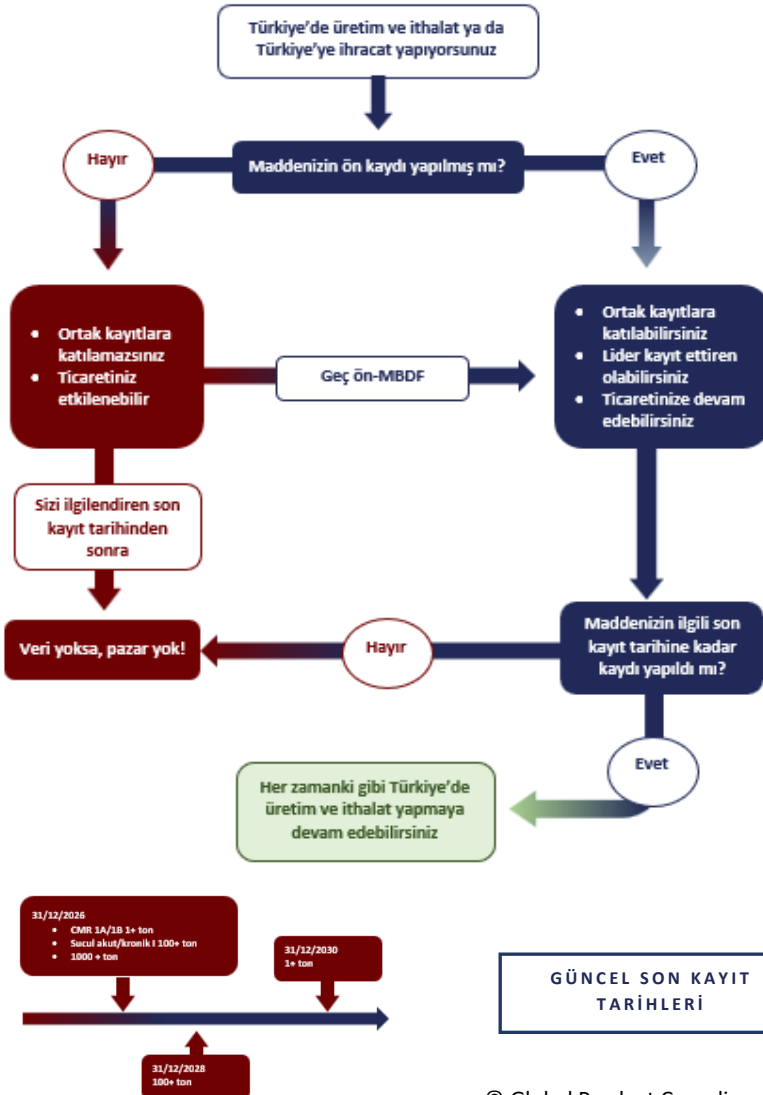 Türkiye'de üretim ve ithalat ya da
Türkiye'ye ihracat yapıyorsunuz
Hayır
Maddenizin ön kaydı yapılmış mı?
Evet
• Ortak kayıtlara
katılamazsınız
• Ticaretiniz
etkilenebilir
Geç ön-MBDF
• Ortak kayıtlara
katılabilirsiniz
• Lider kayıt ettiren
olabilirsiniz
• Ticaretinize devam
edebilirsiniz
Sizi ilgilendiren son
kayıt tarihinden
sonra
Veri yoksa, pazar yok!
Hayır
Maddenizin ilgili son
kayıt tarihine kadar
kaydı yapıldı mı?
Evet
Her zamanki gibi Türkiye'de
üretim ve ithalat yapmaya
devam edebilirsiniz
31/12/2026
• CMR 1A/1B 1+ ton
• Sucul akut/kronik I 100+ ton
• 1000 + ton
31/12/2030
1+ ton
GÜNCEL SON KAYIT
TARİHLERİ
31/12/2028
100+ ton